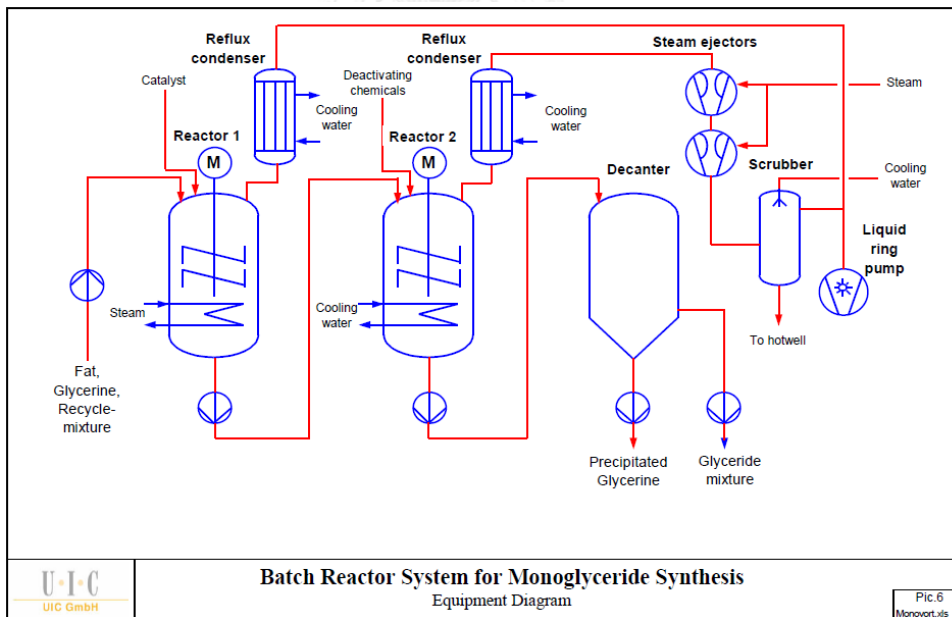 Reflux
condenser
Reflux
condenser
Steam ejectors
Catalyst
Deactivating
chemicals
Steam
Cooling
water
Cooling
water
Reactor 1
Reactor 2
M
M
Decanter
Scrubber
Cooling
water
Liquid
ring
pump
Steam
Cooling
water
To hotwell
Fat,
Glycerine,
Recycle-
mixture
Precipitated
Glycerine
Glyceride
mixture
U·I·C
UIC GmbH
Batch Reactor System for Monoglyceride Synthesis
Equipment Diagram
Pic.6
Monovort.xls